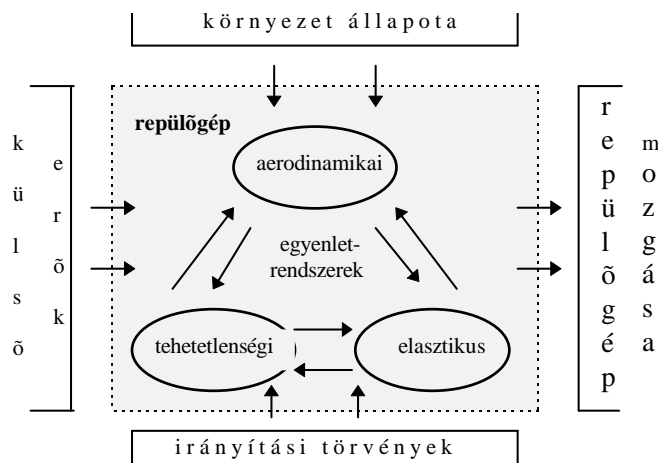 környezet állapota
külsõ
erõk
repülõgép
aerodinamikai
egyenlet-
rendszerek
tehetetlenségi
elasztikus
repülõgép
mozgása
irányítási törvények